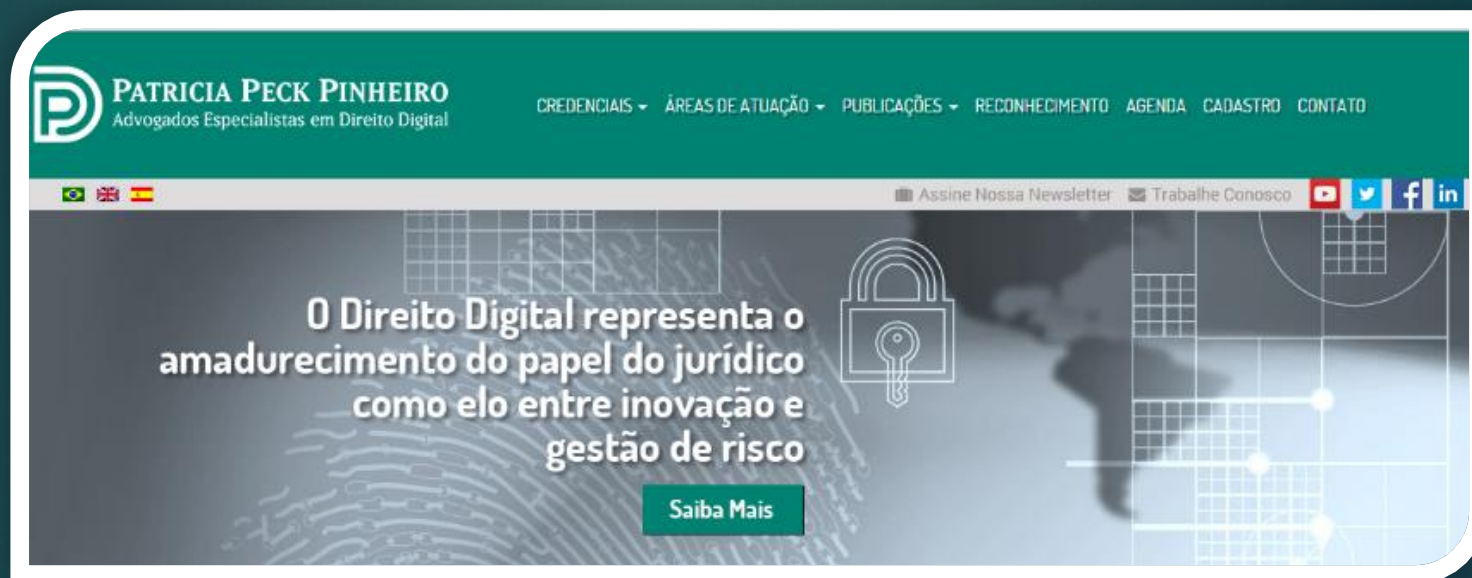 PATRICIA PECK PINHEIRO
Advogados Especialistas em Direito Digital
CREDENCIAIS ÁREAS DE ATUAÇÃO PUBLICAÇÕES RECONHECIMENTO AGENDA CADASTRO CONTATO
Assine Nossa Newsletter Trabalhe Conosco
O Direito Digital representa o
amadurecimento do papel do jurídico
como elo entre inovação e
gestão de risco
Saiba Mais